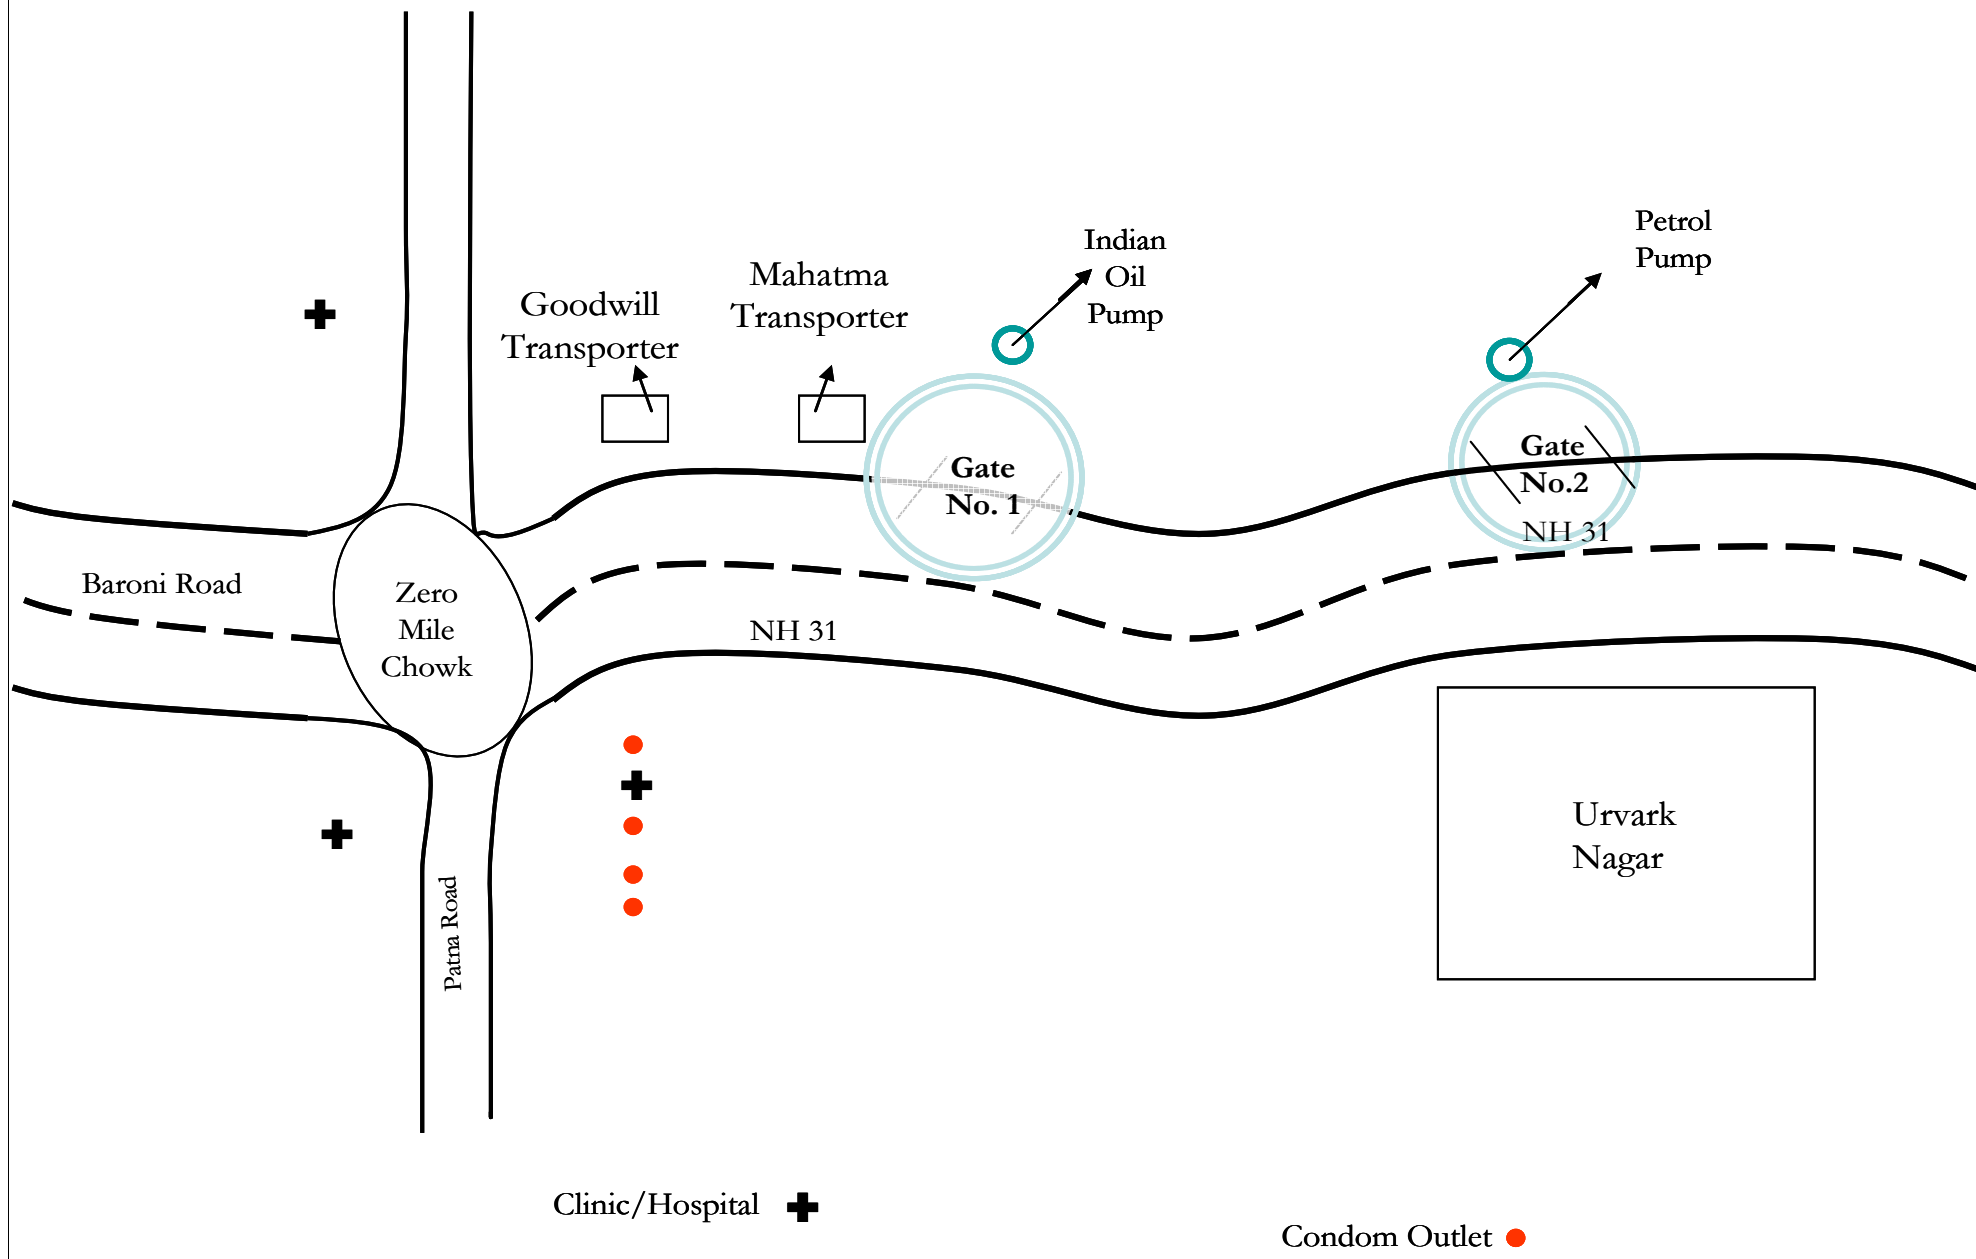 Petrol
Pump
Indian
Oil
Pump
Mahatma
Transporter
Goodwill
Transporter
Gate
No. 1
Gate
No.2
NH 31
Baroni Road
Zero
Mile
Chowk
NH 31
Urvark
Nagar
Patna Road
Clinic/Hospital
Condom Outlet